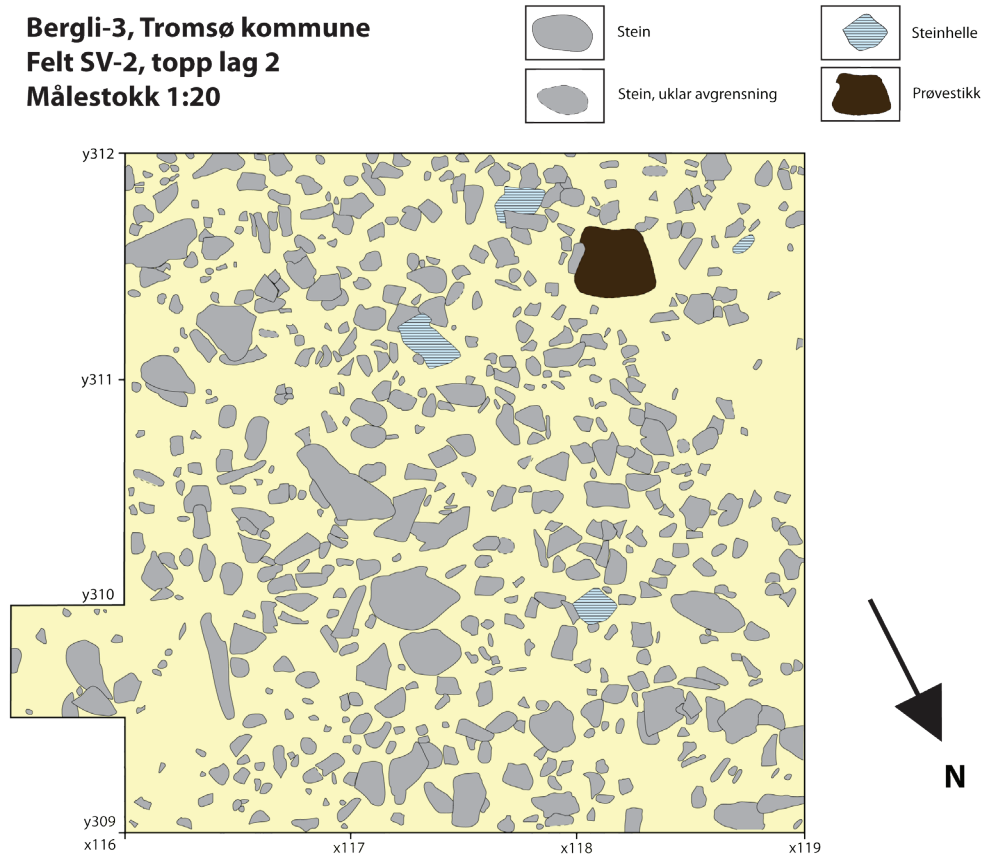 Bergli-3, Tromsø kommune
Felt SV-2, topp lag 2
Målestokk 1:20
Stein
Steinhelle
Stein, uklar avgrensning
Prøvestikk
y312
y311
y310
y309
x116
x117
x118
x119
N